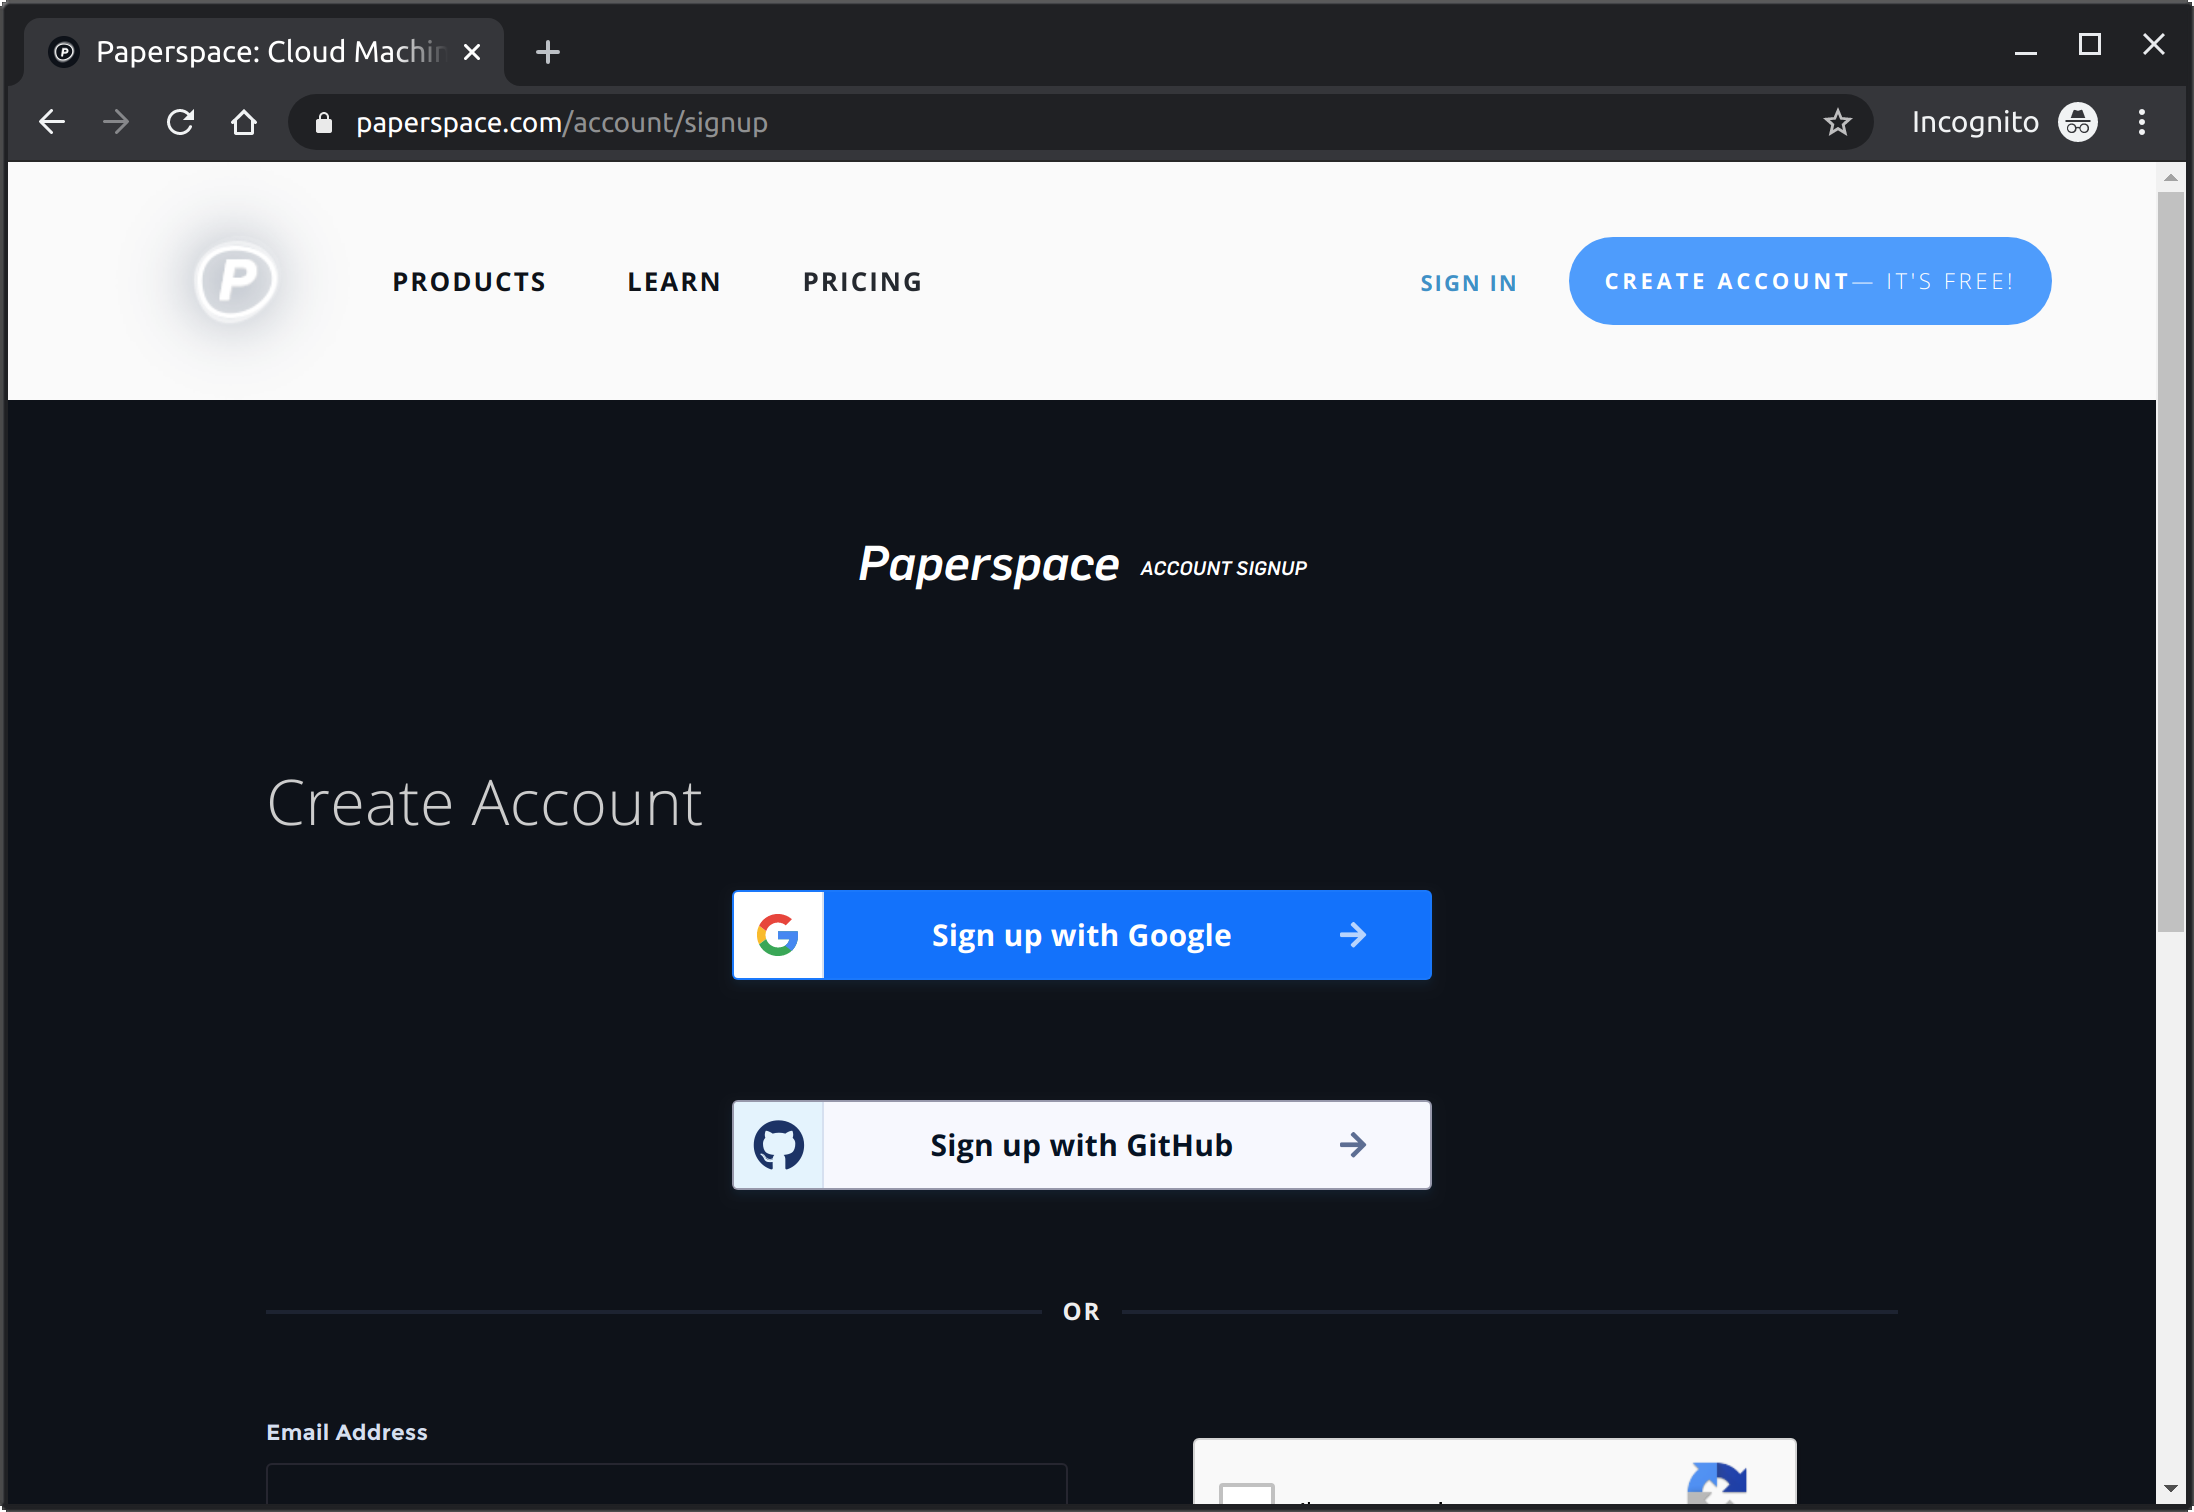 Paperspace: Cloud Machin
paperspace.com/account/signup
Incognito
PRODUCTS LEARN PRICING SIGN IN CREATE ACCOUNT— IT'S FREE!
Paperspace ACCOUNT SIGNUP
Create Account
Sign up with Google
Sign up with GitHub
OR
Email Address